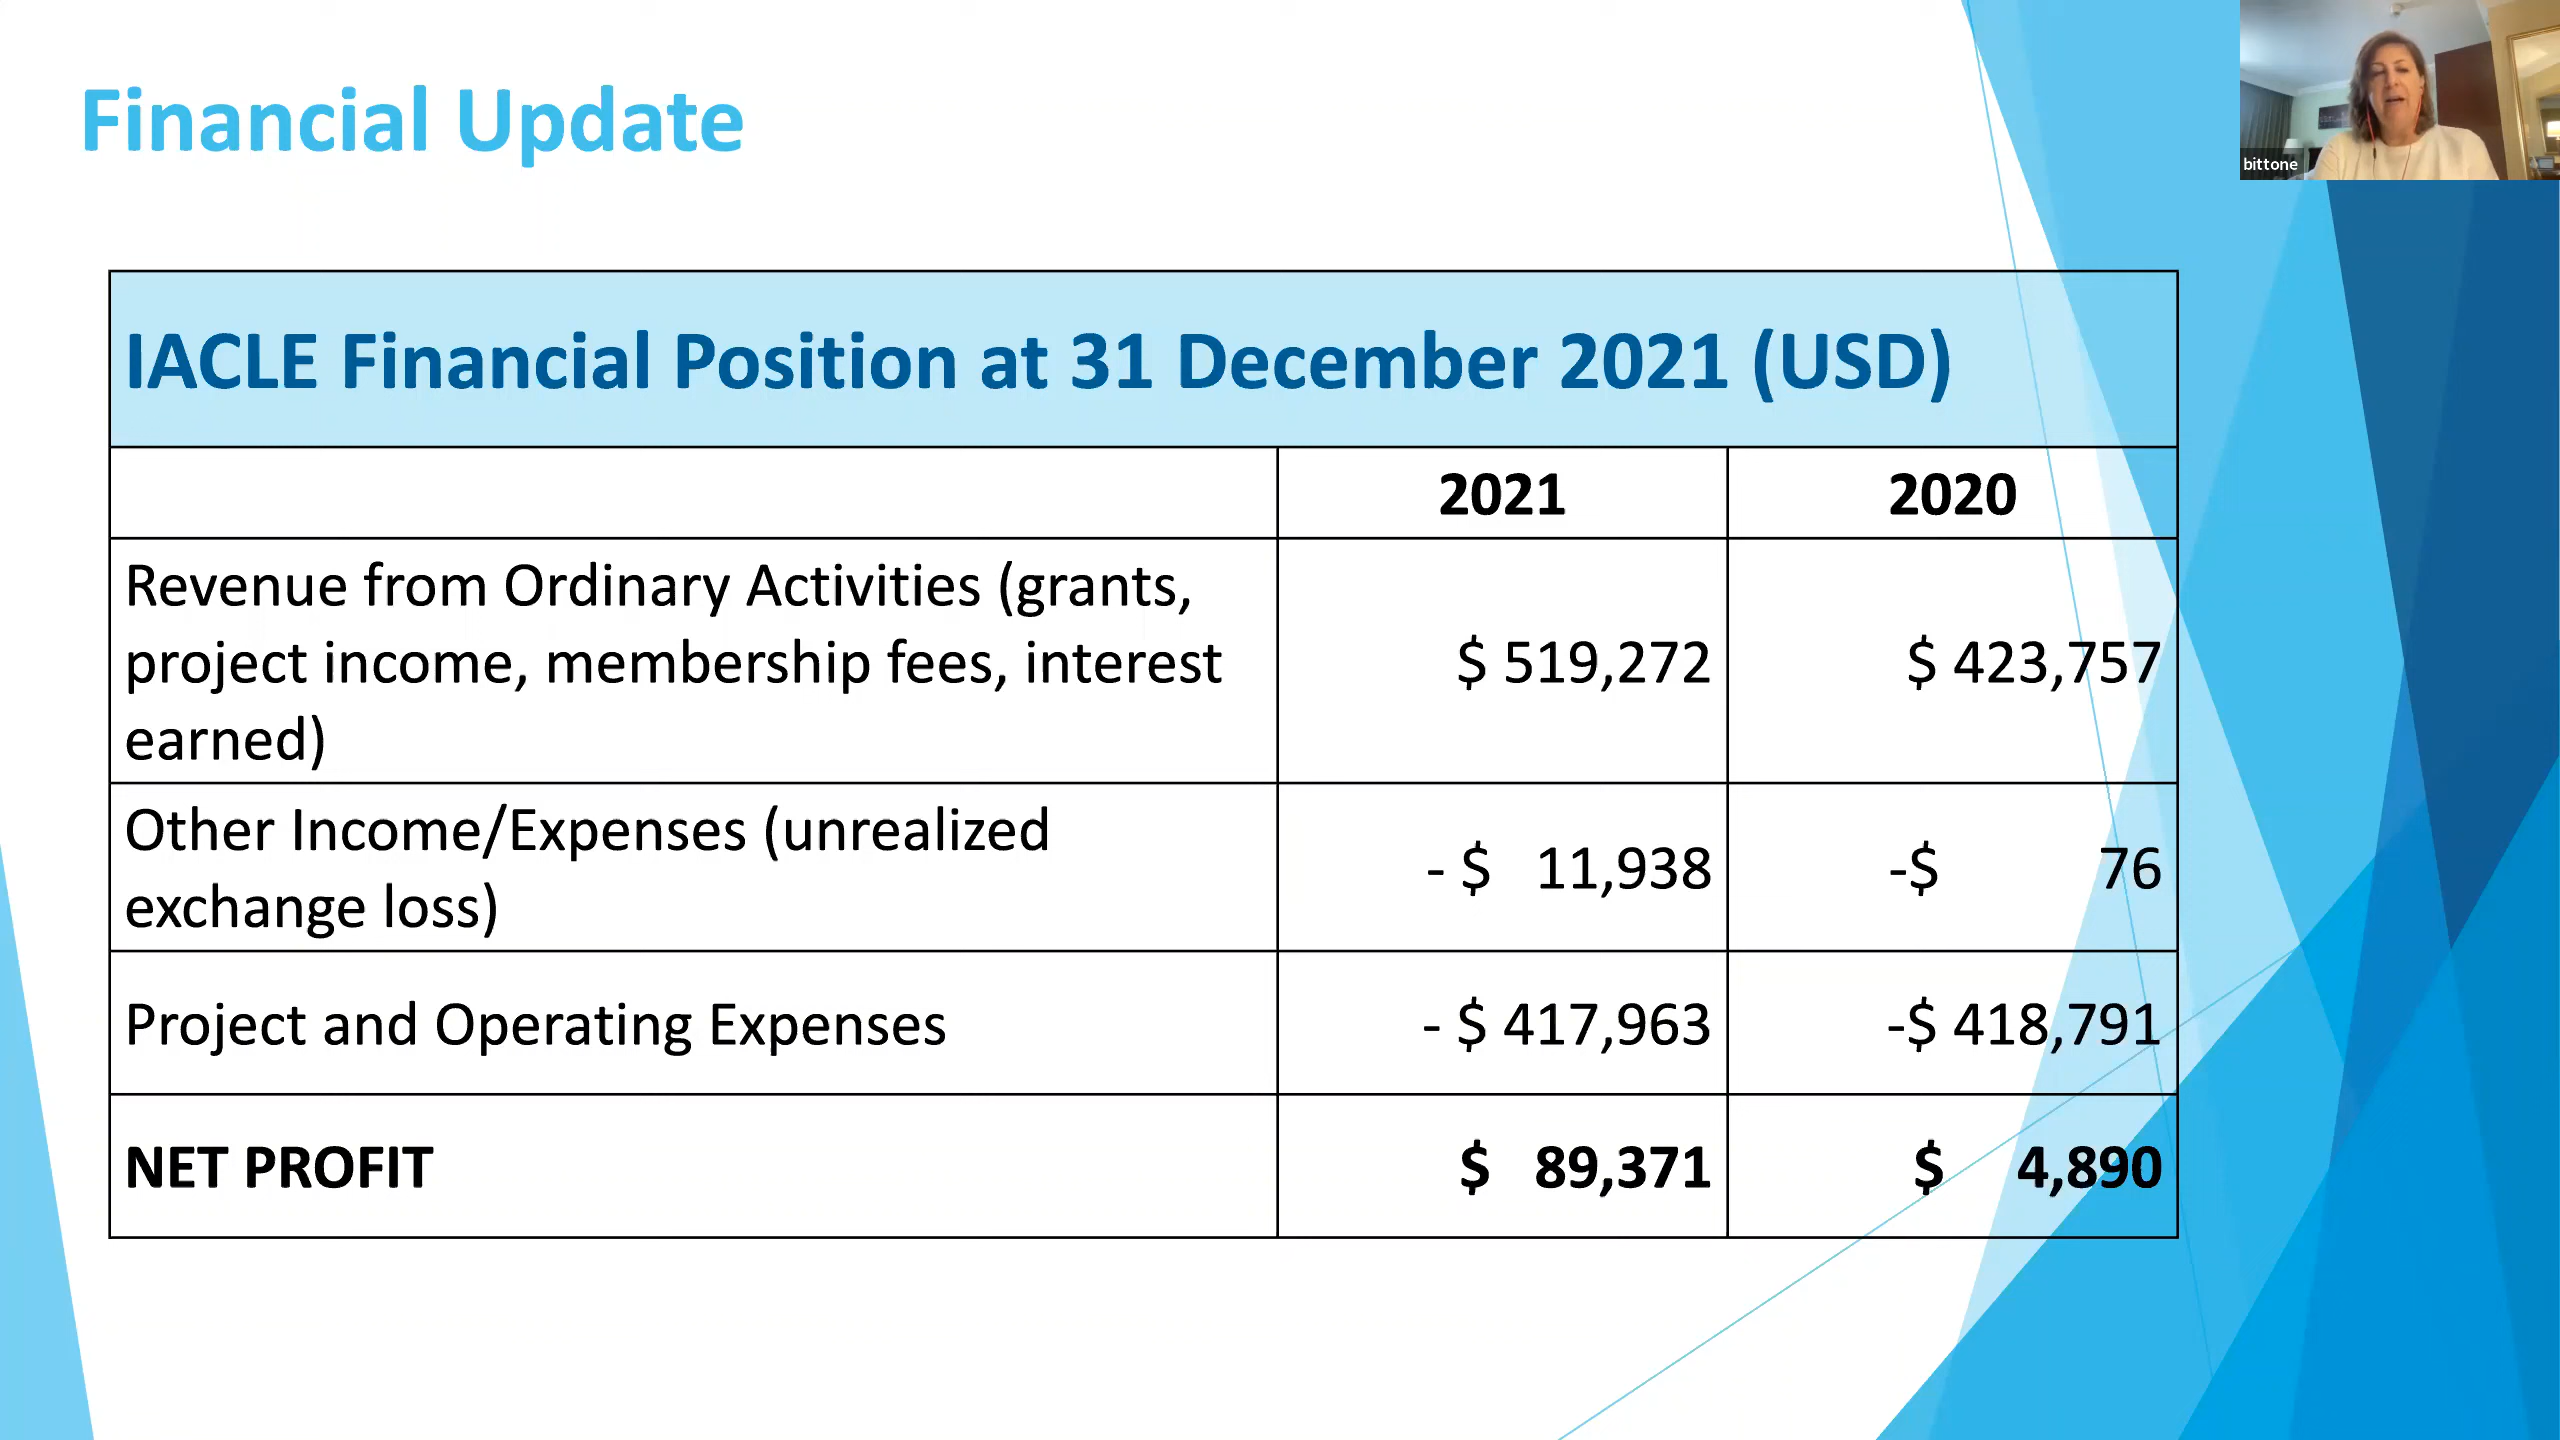 Financial Update
bittone
IACLE Financial Position at 31 December 2021 (USD)
2021 2020
Revenue from Ordinary Activities (grants,
project income, membership fees, interest
earned)
$ 519,272 $ 423,757
Other Income/Expenses (unrealized
exchange loss)
- $ 11,938 -$ 76
Project and Operating Expenses - $ 417,963 -$ 418,791
NET PROFIT $ 89,371 $ 4,890